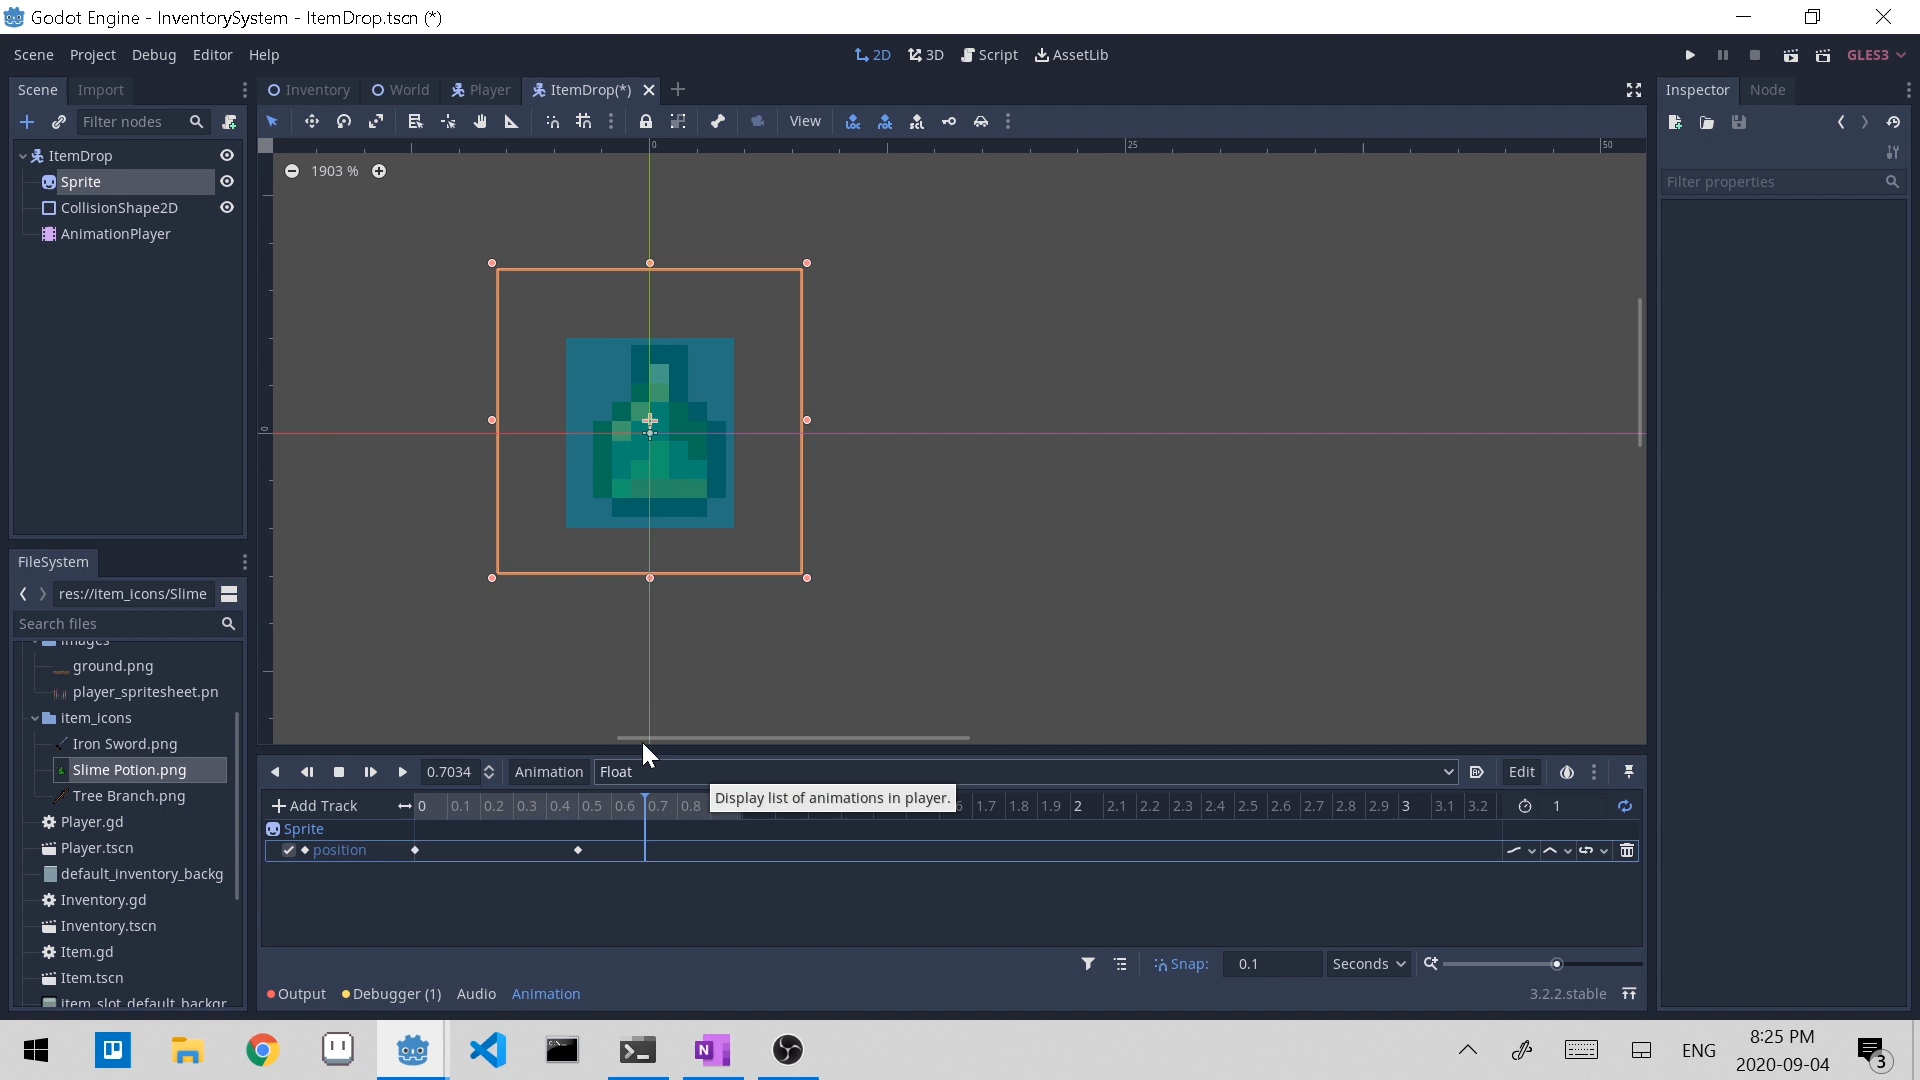 Godot Engine - InventorySystem - ItemDrop.tscn (*)
Scene Project Debug Editor Help
2D 3D Script AssetLib
GLES3
Scene Import
Inventory World Player ItemDrop(*)
Inspector Node
Filter nodes
View
ItemDrop
Sprite
CollisionShape2D
AnimationPlayer
0 25 50
0
1903 %
Filter properties
FileSystem
res://item_icons/Slime
Search files
images
ground.png
player_spritesheet.pn
item_icons
Iron Sword.png
Slime Potion.png
Tree Branch.png
Player.gd
Player.tscn
default_inventory_backg
Inventory.gd
Inventory.tscn
Item.gd
Item.tscn
item_slot_default_backgr
0.7034 Animation Float Edit
Display list of animations in player.
Add Track 0 0.1 0.2 0.3 0.4 0.5 0.6 0.7 0.8 1.7 1.8 1.9 2 2.1 2.2 2.3 2.4 2.5 2.6 2.7 2.8 2.9 3 3.1 3.2 1
Sprite
position
Snap: 0.1 Seconds
Output Debugger (1) Audio Animation
3.2.2.stable
ENG
8:25 PM
2020-09-04
3